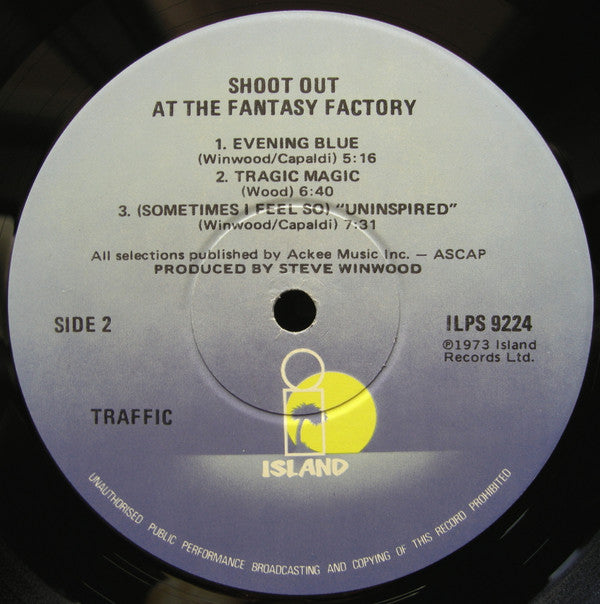 SHOOT OUT
AT THE FANTASY FACTORY
1. EVENING BLUE
(Winwood/Capaldi) 5:16
2. TRAGIC MAGIC
(Wood) 6:40
3. (SOMETIMES I FEEL SO) "UNINSPIRED"
(Winwood/Capaldi) 7:31
All selections published by Ackee Music Inc. — ASCAP
PRODUCED BY STEVE WINWOOD
SIDE 2
ILPS 9224
℗1973 Island
Records Ltd.
TRAFFIC
ISLAND
UNAUTHORISED PUBLIC PERFORMANCE BROADCASTING AND COPYING OF THIS RECORD PROHIBITED